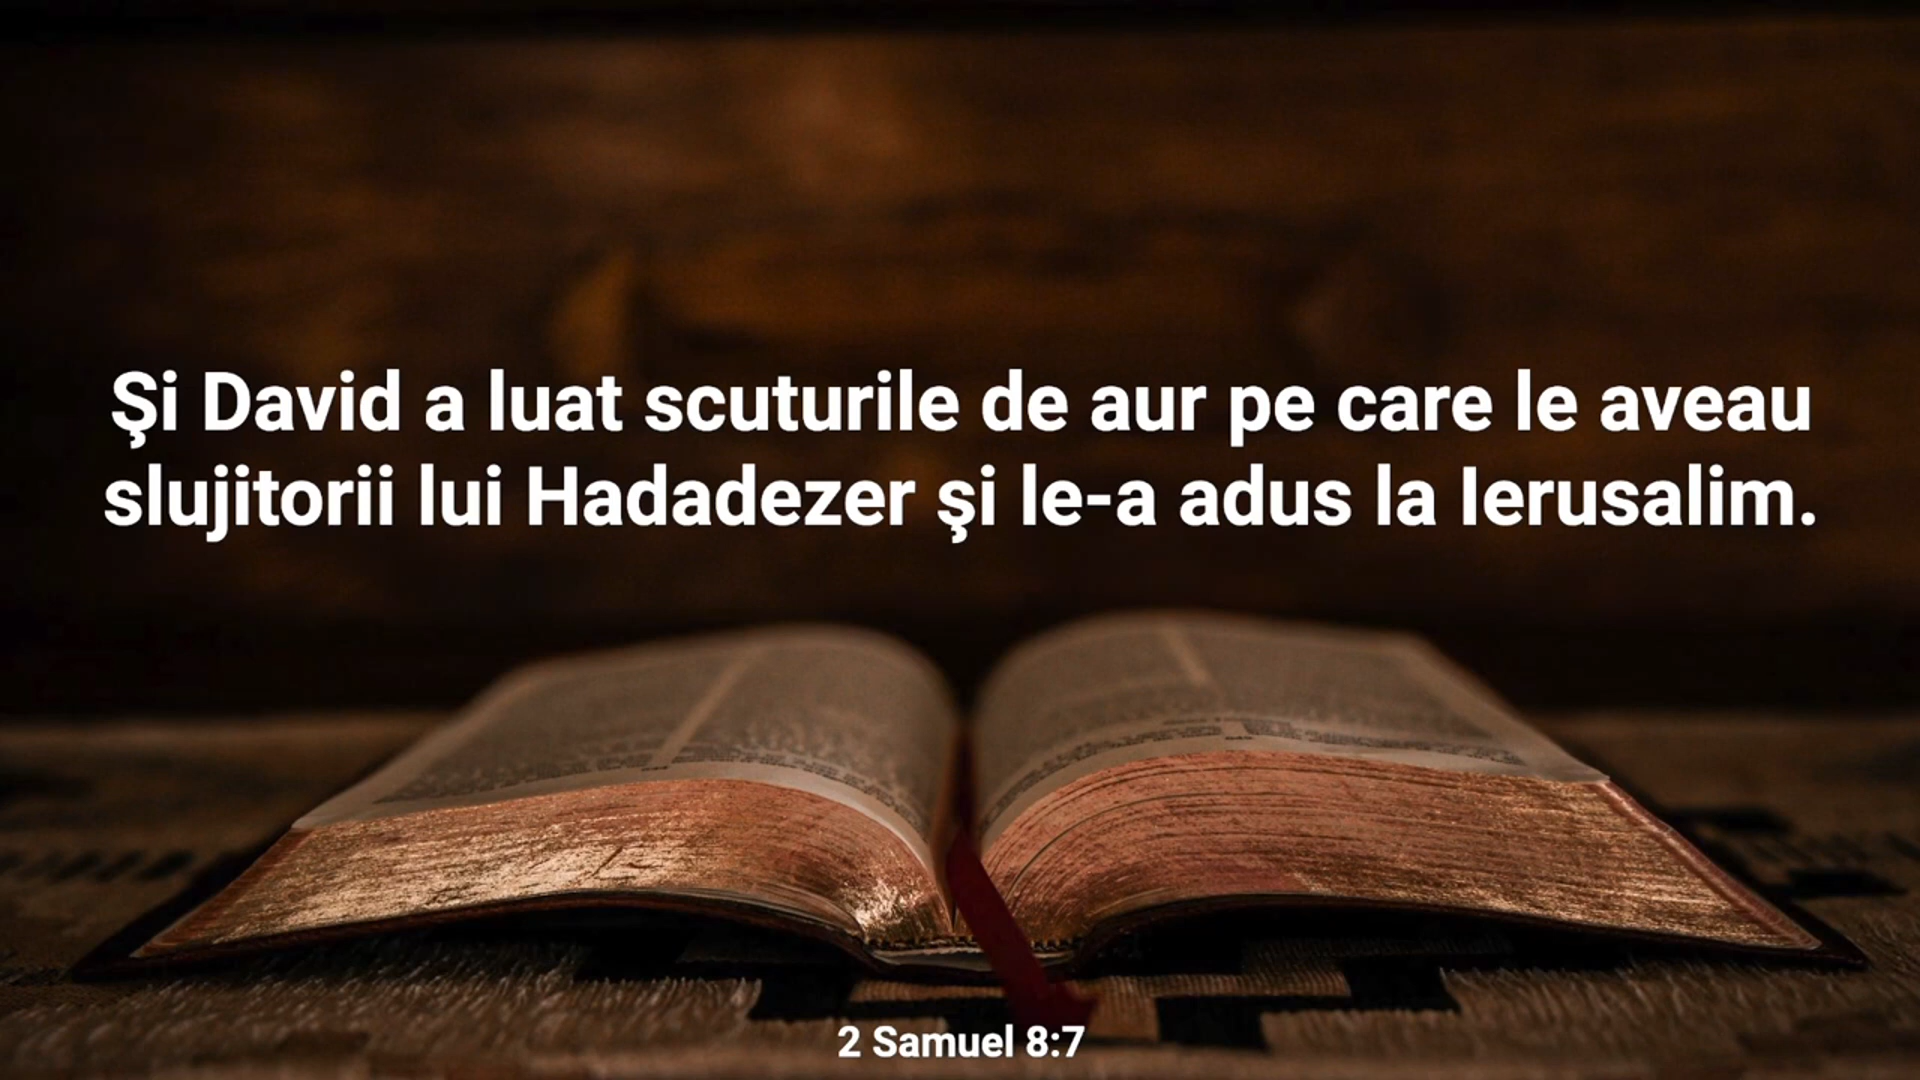 Şi David a luat scuturile de aur pe care le aveau
slujitorii lui Hadadezer şi le-a adus la Ierusalim.
2 Samuel 8:7